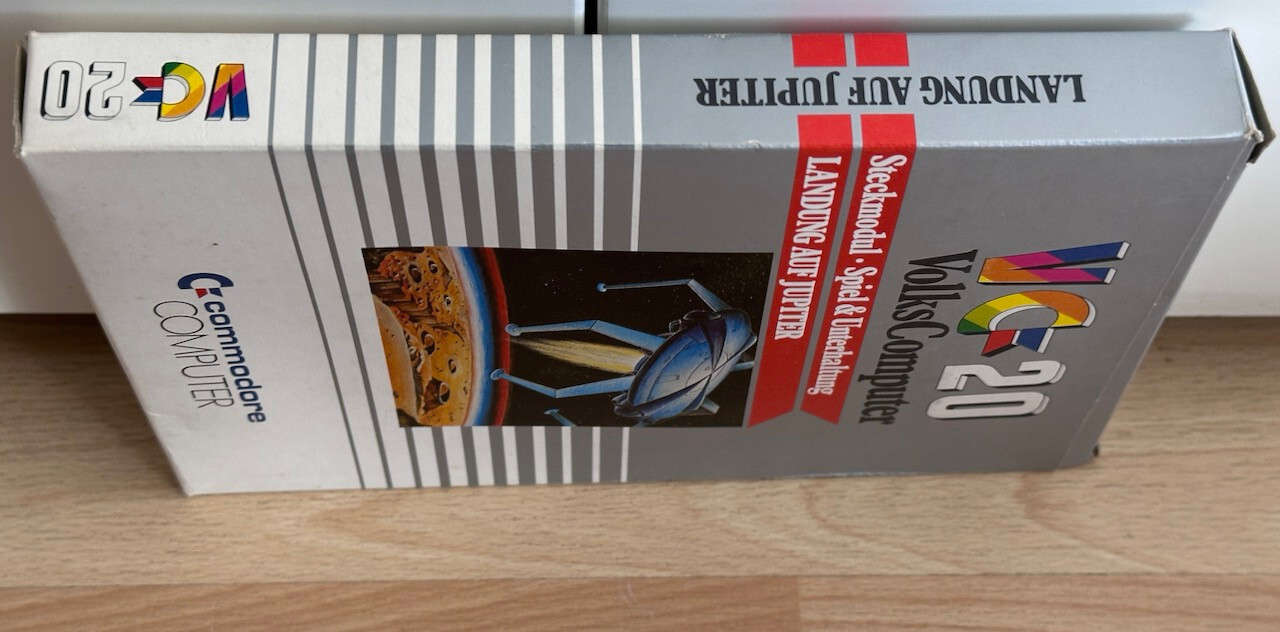 VC-20
LANDUNG AUF JUPITER
VC-20
VolksComputer
Steckmodul · Spiel & Unterhaltung
LANDUNG AUF JUPITER
commodore
COMPUTER